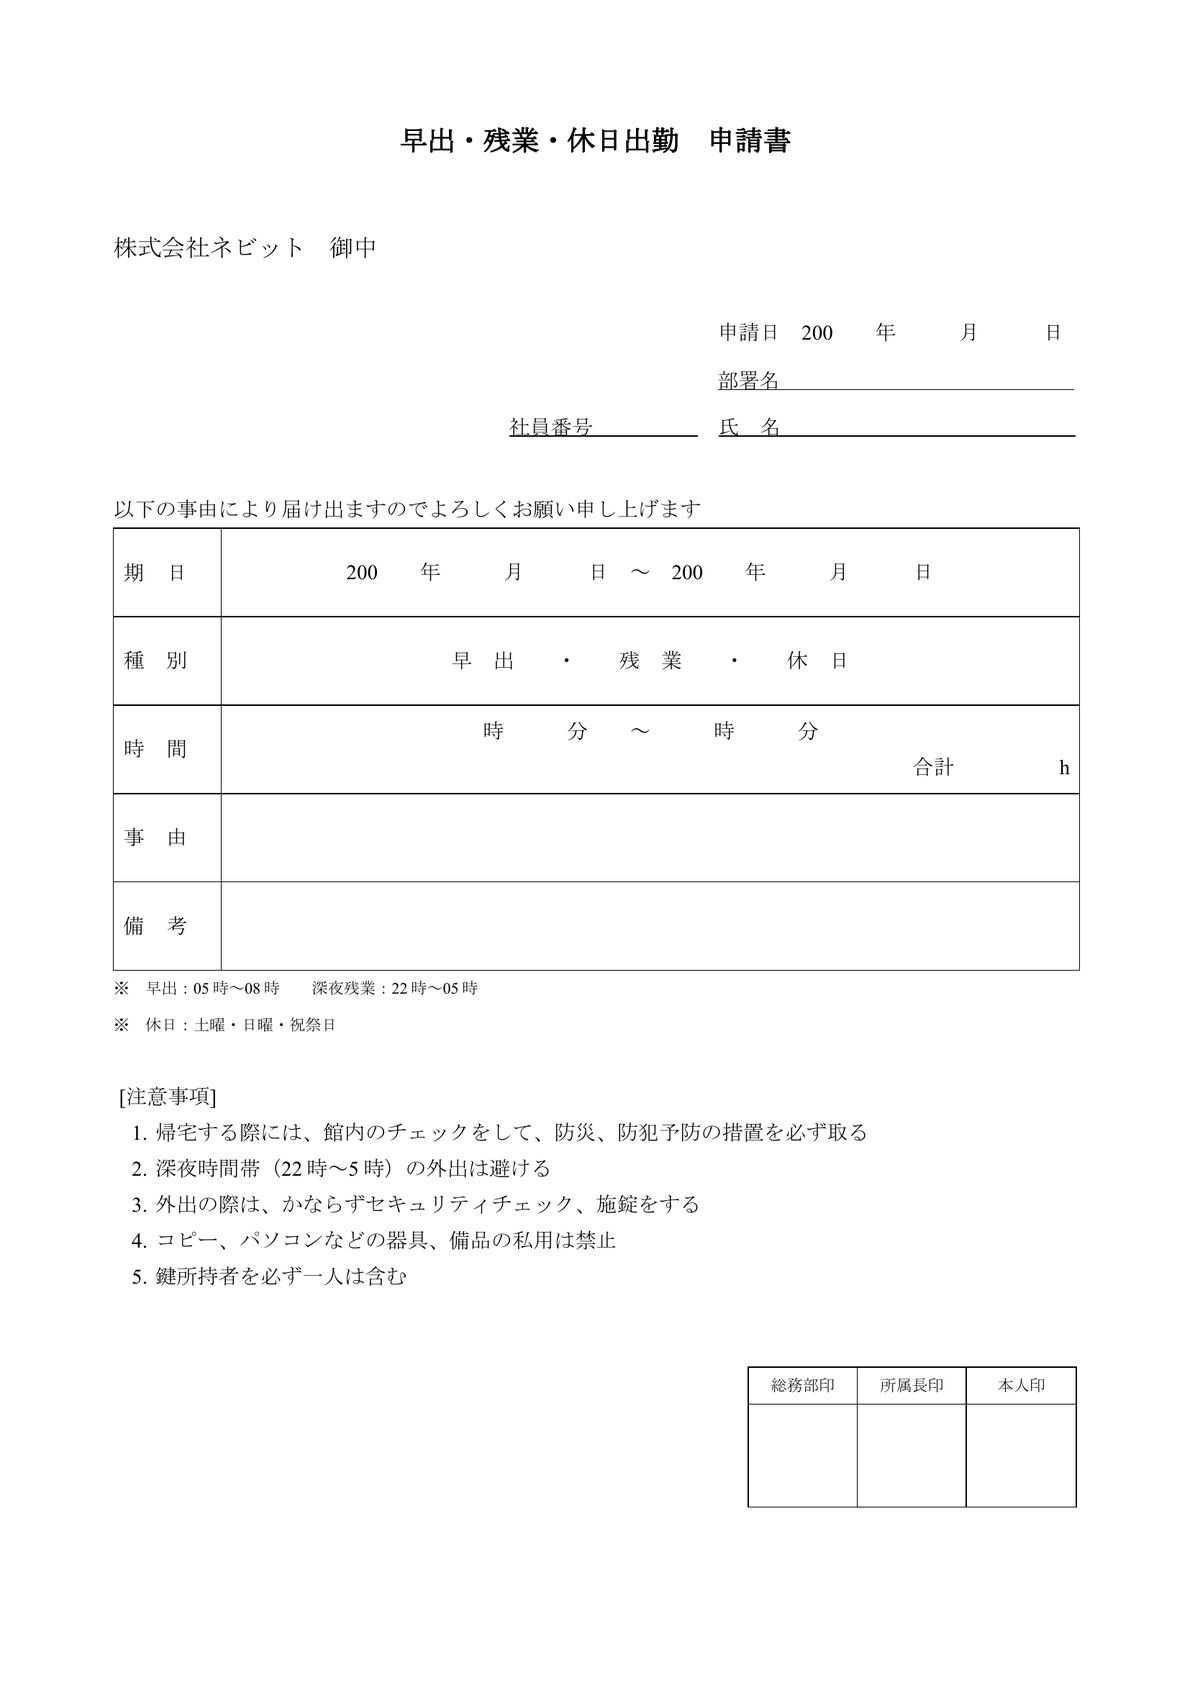 早出・残業・休日出勤　申請書
株式会社ネビット　御中
申請日　200　　年　　　月　　　日
部署名
社員番号　　　　　氏　名
以下の事由により届け出ますのでよろしくお願い申し上げます
期　日　　200　　年　　　月　　　日　～　200　　年　　　月　　　日
種　別　　早　出　　・　　残　業　　・　　休　日
時　　　分　　～　　　時　　　分
時　間
合計　　　　　h
事　由
備　考
※　早出：05時～08時　　深夜残業：22時～05時
※　休日：土曜・日曜・祝祭日
[注意事項]
1. 帰宅する際には、館内のチェックをして、防災、防犯予防の措置を必ず取る
2. 深夜時間帯（22時～5時）の外出は避ける
3. 外出の際は、かならずセキュリティチェック、施錠をする
4. コピー、パソコンなどの器具、備品の私用は禁止
5. 鍵所持者を必ず一人は含む
総務部印　所属長印　本人印